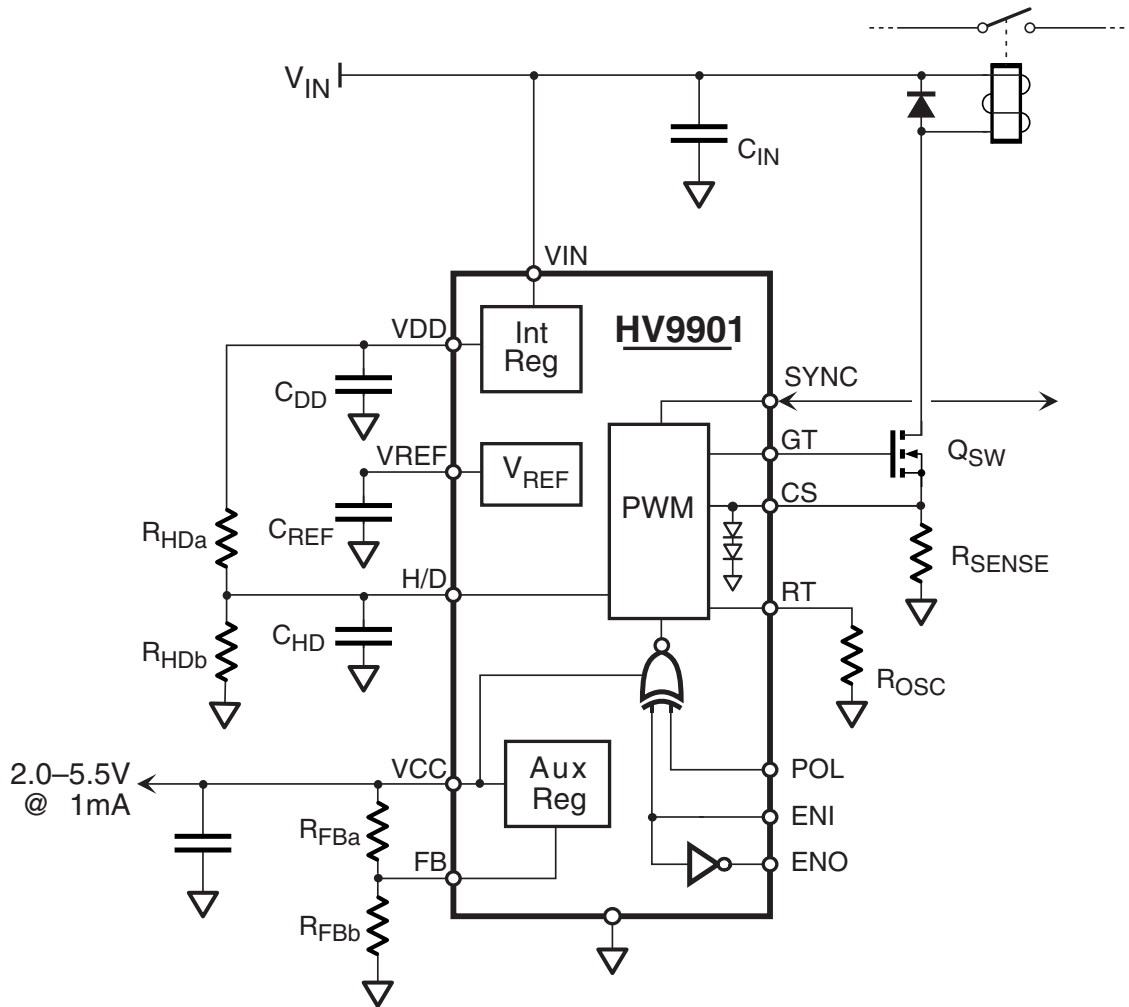 VIN
CIN
VIN
HV9901
Int
Reg
VDD
CDD
SYNC
GT
QSW
VREF
VREF
CREF
PWM
CS
RSENSE
RHDa
H/D
RT
CHD
RHDb
ROSC
2.0–5.5V
@ 1mA
VCC
Aux
Reg
POL
RFBa
ENI
FB
ENO
RFBb